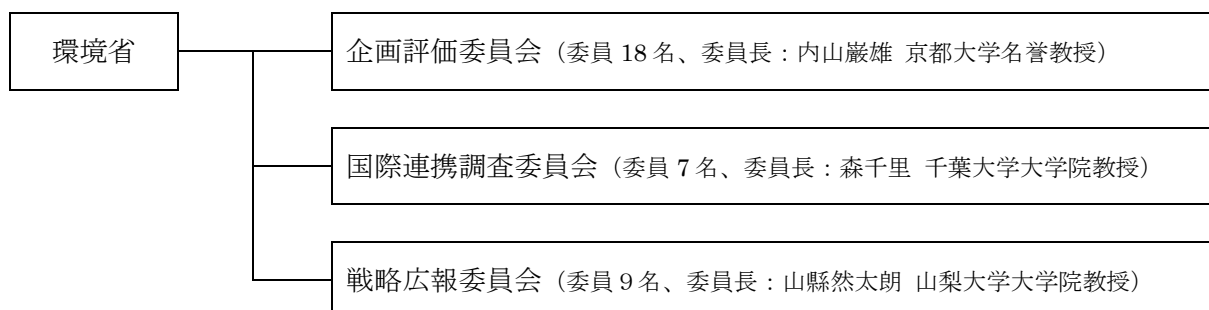 環境省
企画評価委員会（委員 18 名、委員長：内山巌雄 京都大学名誉教授）
国際連携調査委員会（委員 7 名、委員長：森千里 千葉大学大学院教授）
戦略広報委員会（委員 9 名、委員長：山縣然太朗 山梨大学大学院教授）